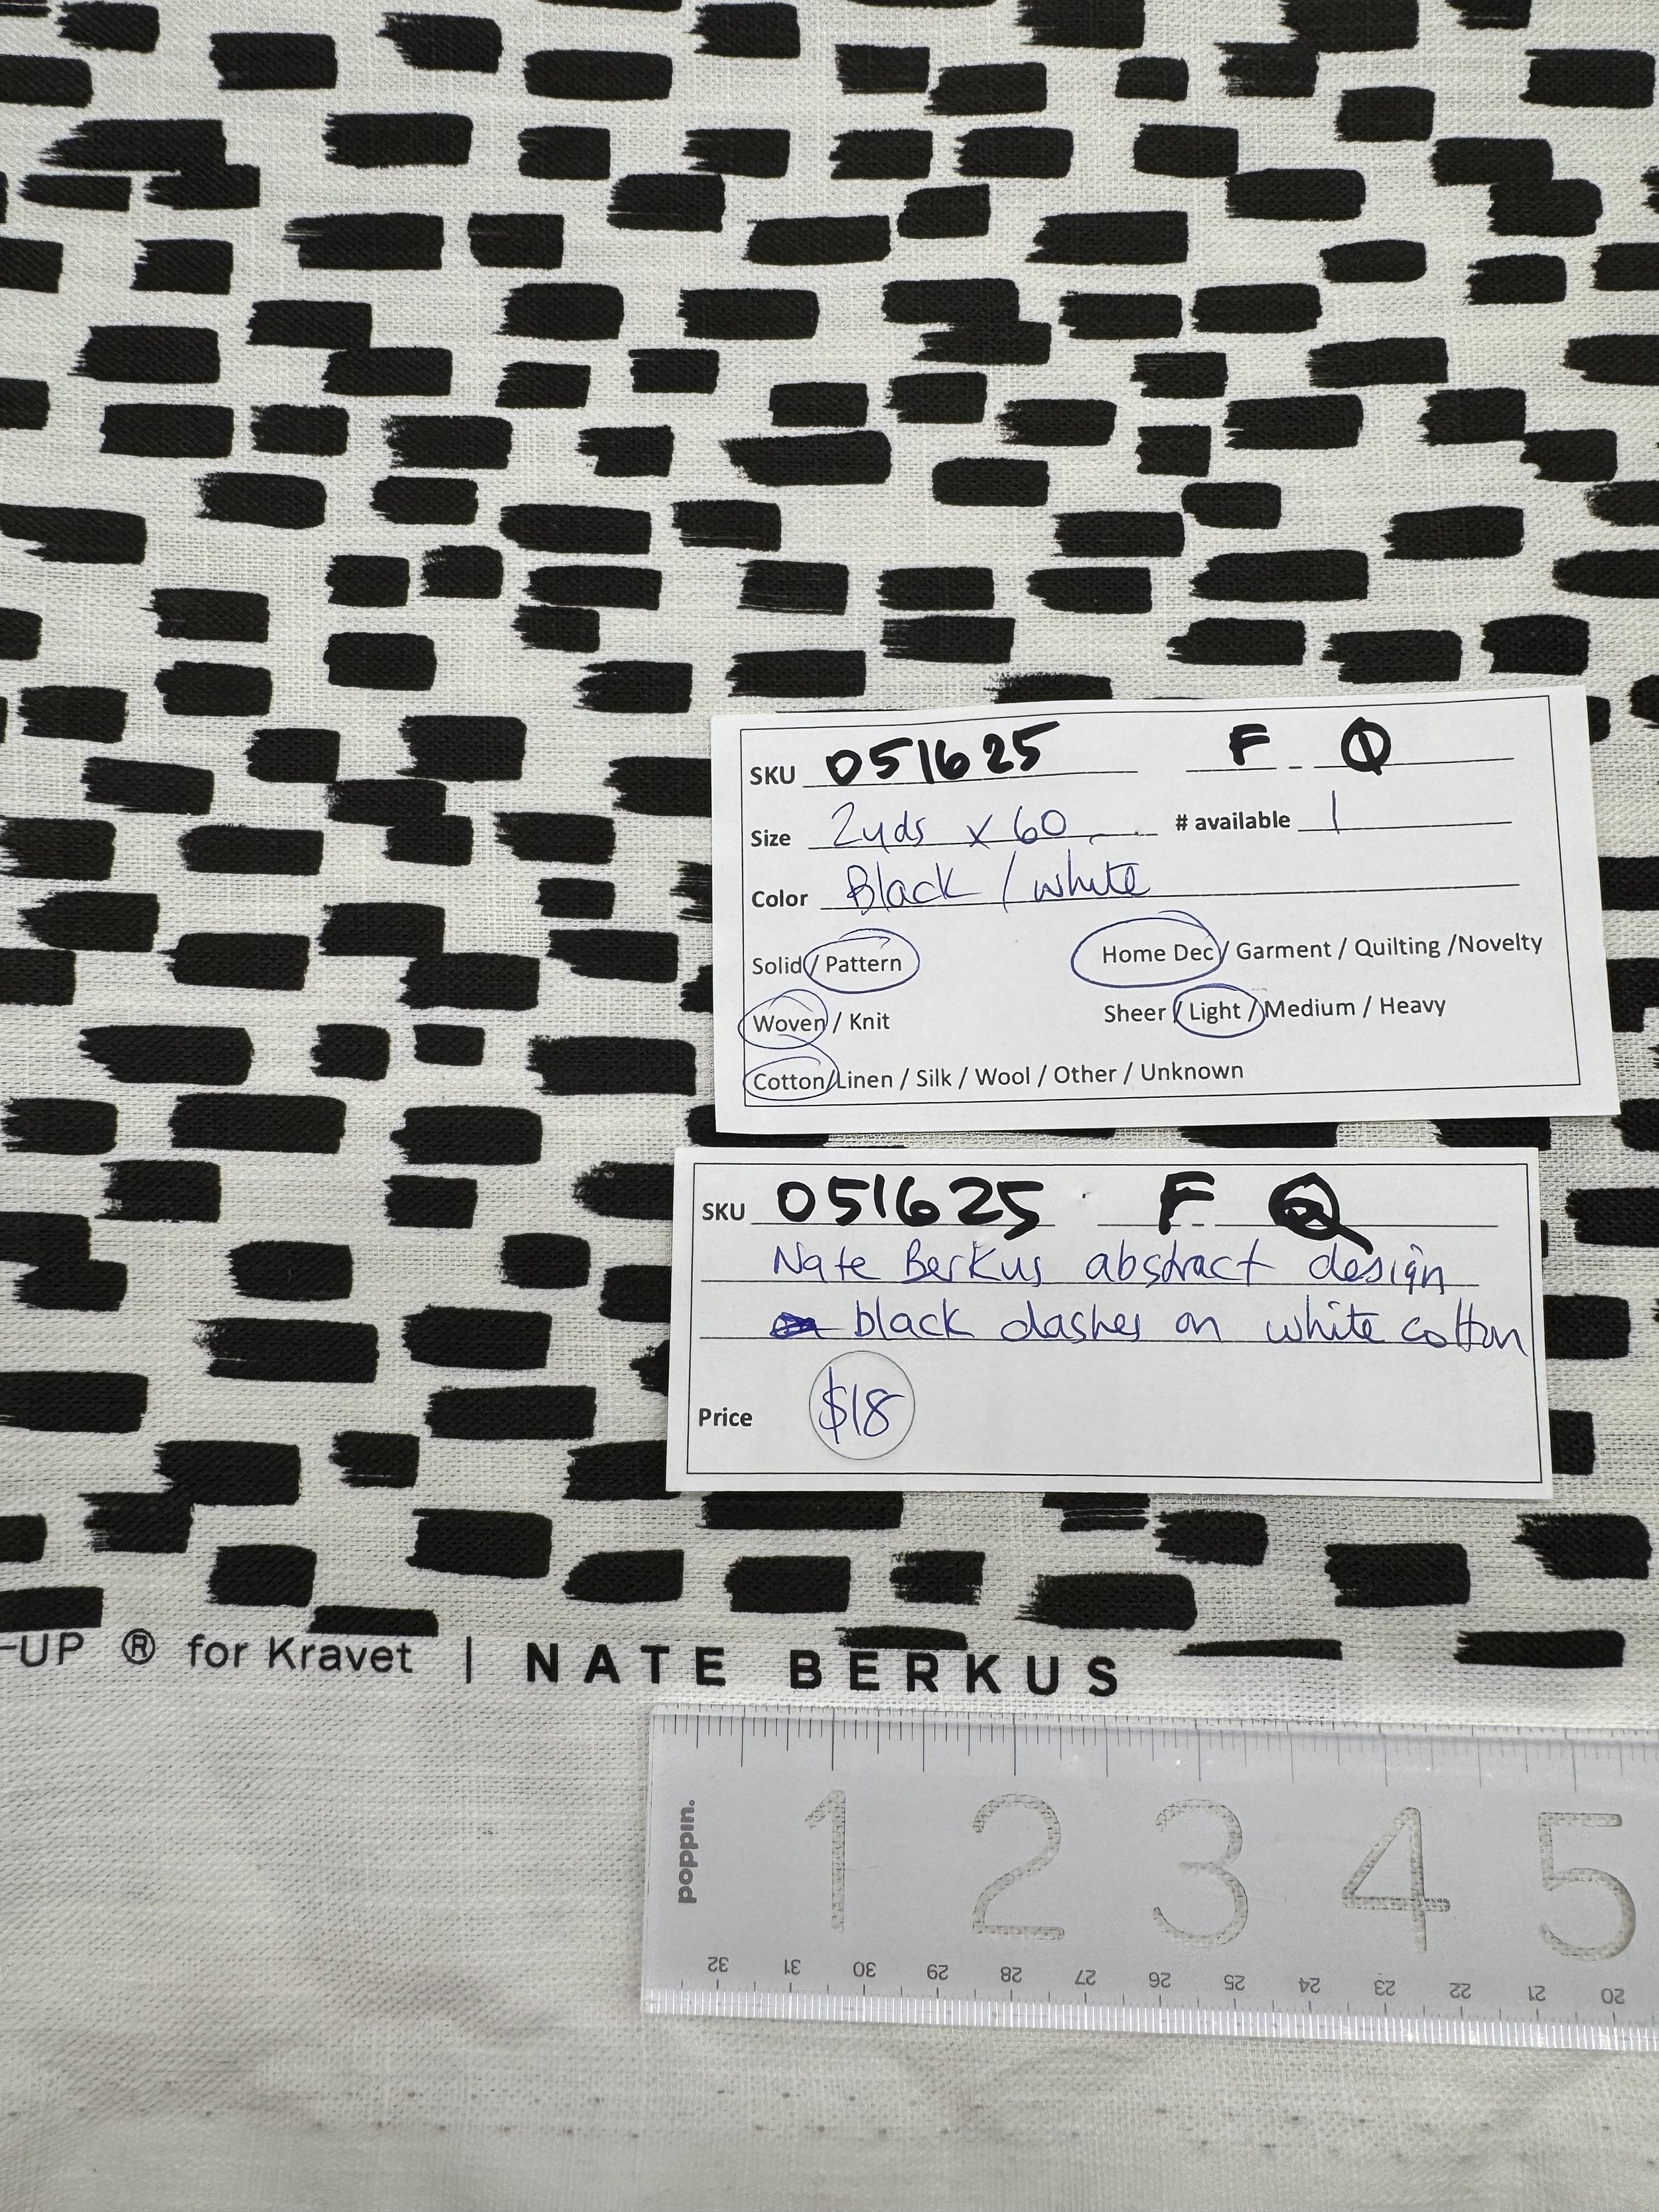 SKU 051625 F - Q
Size 2yds x 60 # available 1
Color Black / white
Solid / Pattern Home Dec / Garment / Quilting /Novelty
Woven / Knit Sheer / Light / Medium / Heavy
Cotton/Linen / Silk / Wool / Other / Unknown
SKU 051625 F - Q
Nate Berkus abstract design
black dashes on white cotton
Price $18
-UP ® for Kravet | NATE BERKUS
poppin.
1 2 3 4 5
32 31 30 29 28 27 26 25 24 23 22 21 20